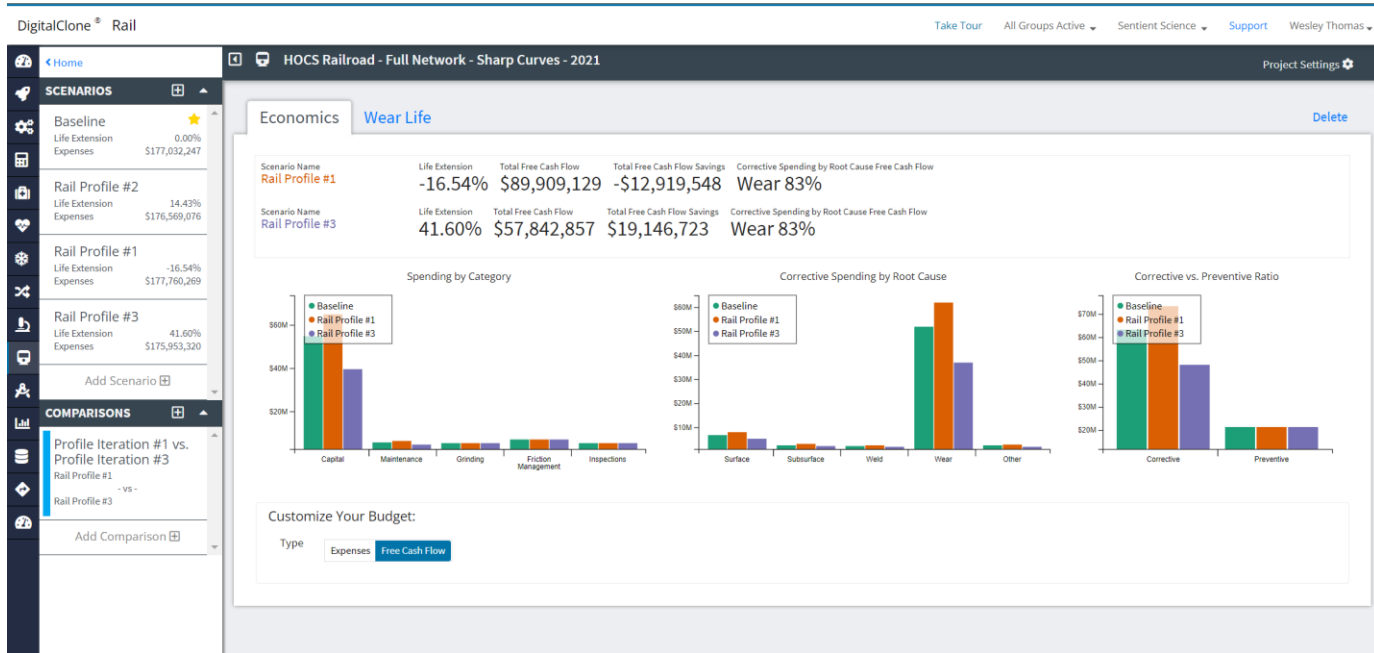 DigitalClone ® Rail
Take Tour All Groups Active Sentient Science Support Wesley Thomas
Home
HOCS Railroad - Full Network - Sharp Curves - 2021
Project Settings
SCENARIOS
Baseline
Life Extension 0.00%
Expenses $177,032,247
Rail Profile #2
Life Extension 14.43%
Expenses $176,569,076
Rail Profile #1
Life Extension -16.54%
Expenses $177,760,269
Rail Profile #3
Life Extension 41.60%
Expenses $175,953,320
Add Scenario
COMPARISONS
Profile Iteration #1 vs.
Profile Iteration #3
Rail Profile #1
- vs -
Rail Profile #3
Add Comparison
Economics Wear Life
Delete
Scenario Name Life Extension Total Free Cash Flow Total Free Cash Flow Savings Corrective Spending by Root Cause Free Cash Flow
Rail Profile #1 -16.54% $89,909,129 -$12,919,548 Wear 83%
Scenario Name Life Extension Total Free Cash Flow Total Free Cash Flow Savings Corrective Spending by Root Cause Free Cash Flow
Rail Profile #3 41.60% $57,842,857 $19,146,723 Wear 83%
Spending by Category
Baseline
Rail Profile #1
Rail Profile #3
$60M
$40M
$20M
Capital Maintenance Grinding Friction Management Inspections
Corrective Spending by Root Cause
Baseline
Rail Profile #1
Rail Profile #3
$60M
$50M
$40M
$30M
$20M
$10M
Surface Subsurface Weld Wear Other
Corrective vs. Preventive Ratio
Baseline
Rail Profile #1
Rail Profile #3
$70M
$60M
$50M
$40M
$30M
$20M
Corrective Preventive
Customize Your Budget:
Type Expenses Free Cash Flow